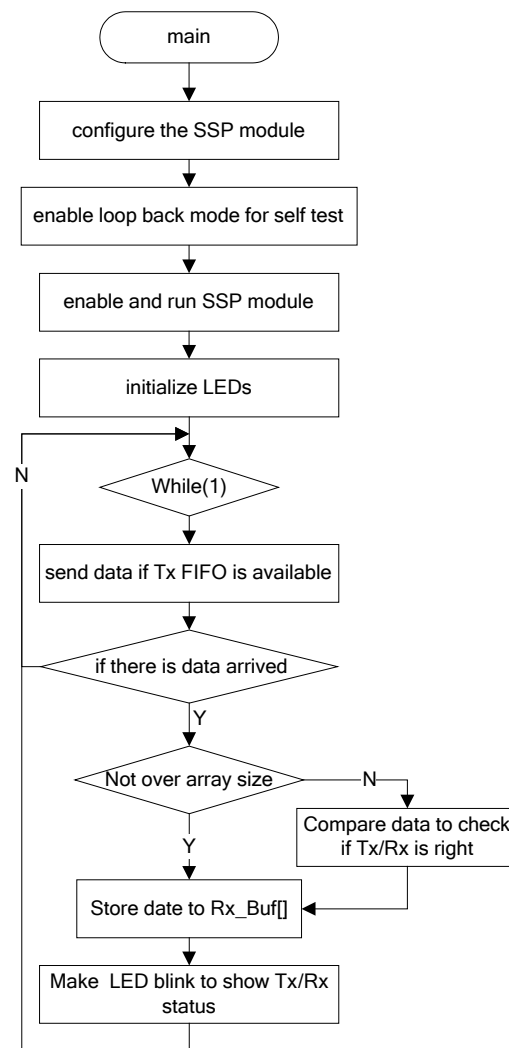 main
configure the SSP module
enable loop back mode for self test
enable and run SSP module
initialize LEDs
N
While(1)
send data if Tx FIFO is available
if there is data arrived
Y
Not over array size
N
Compare data to check
if Tx/Rx is right
Y
Store date to Rx_Buf[]
Make LED blink to show Tx/Rx
status